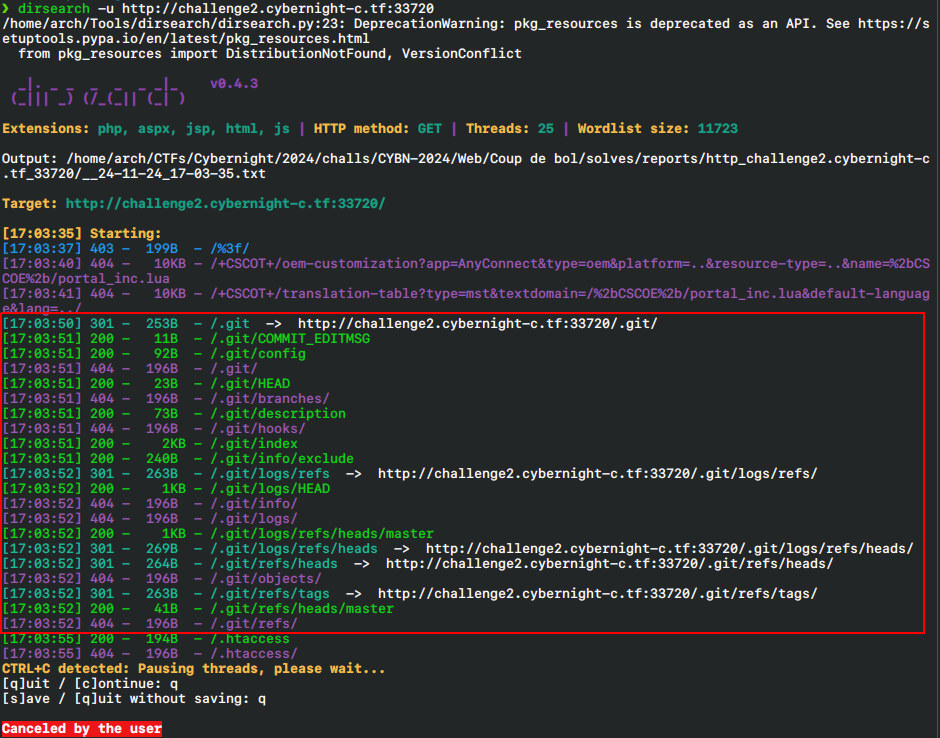 ❯ dirsearch -u http://challenge2.cybernight-c.tf:33720
/home/arch/Tools/dirsearch/dirsearch.py:23: DeprecationWarning: pkg_resources is deprecated as an API. See https://s
etuptools.pypa.io/en/latest/pkg_resources.html
  from pkg_resources import DistributionNotFound, VersionConflict
  _|. _ _  _  _  _ _|_    v0.4.3
 (_||| _) (/_(_|| (_| )
Extensions: php, aspx, jsp, html, js | HTTP method: GET | Threads: 25 | Wordlist size: 11723
Output: /home/arch/CTFs/Cybernight/2024/challs/CYBN-2024/Web/Coup de bol/solves/reports/http_challenge2.cybernight-c
.tf_33720/__24-11-24_17-03-35.txt
Target: http://challenge2.cybernight-c.tf:33720/
[17:03:35] Starting:
[17:03:37] 403 -  199B  - /%3f/
[17:03:40] 404 -   10KB - /+CSCOT+/oem-customization?app=AnyConnect&type=oem&platform=..&resource-type=..&name=%2bCS
COE%2b/portal_inc.lua
[17:03:41] 404 -   10KB - /+CSCOT+/translation-table?type=mst&textdomain=/%2bCSCOE%2b/portal_inc.lua&default-languag
e&lang=../
[17:03:50] 301 -  253B  - /.git  ->  http://challenge2.cybernight-c.tf:33720/.git/
[17:03:51] 200 -   11B  - /.git/COMMIT_EDITMSG
[17:03:51] 200 -   92B  - /.git/config
[17:03:51] 404 -  196B  - /.git/
[17:03:51] 200 -   23B  - /.git/HEAD
[17:03:51] 404 -  196B  - /.git/branches/
[17:03:51] 200 -   73B  - /.git/description
[17:03:51] 404 -  196B  - /.git/hooks/
[17:03:51] 200 -    2KB - /.git/index
[17:03:51] 200 -  240B  - /.git/info/exclude
[17:03:52] 301 -  263B  - /.git/logs/refs  ->  http://challenge2.cybernight-c.tf:33720/.git/logs/refs/
[17:03:52] 200 -    1KB - /.git/logs/HEAD
[17:03:52] 404 -  196B  - /.git/info/
[17:03:52] 404 -  196B  - /.git/logs/
[17:03:52] 200 -    1KB - /.git/logs/refs/heads/master
[17:03:52] 301 -  269B  - /.git/logs/refs/heads  ->  http://challenge2.cybernight-c.tf:33720/.git/logs/refs/heads/
[17:03:52] 301 -  264B  - /.git/refs/heads  ->  http://challenge2.cybernight-c.tf:33720/.git/refs/heads/
[17:03:52] 404 -  196B  - /.git/objects/
[17:03:52] 301 -  263B  - /.git/refs/tags  ->  http://challenge2.cybernight-c.tf:33720/.git/refs/tags/
[17:03:52] 200 -   41B  - /.git/refs/heads/master
[17:03:52] 404 -  196B  - /.git/refs/
[17:03:55] 200 -  194B  - /.htaccess
[17:03:55] 404 -  196B  - /.htaccess/
CTRL+C detected: Pausing threads, please wait...
[q]uit / [c]ontinue: q
[s]ave / [q]uit without saving: q
Canceled by the user